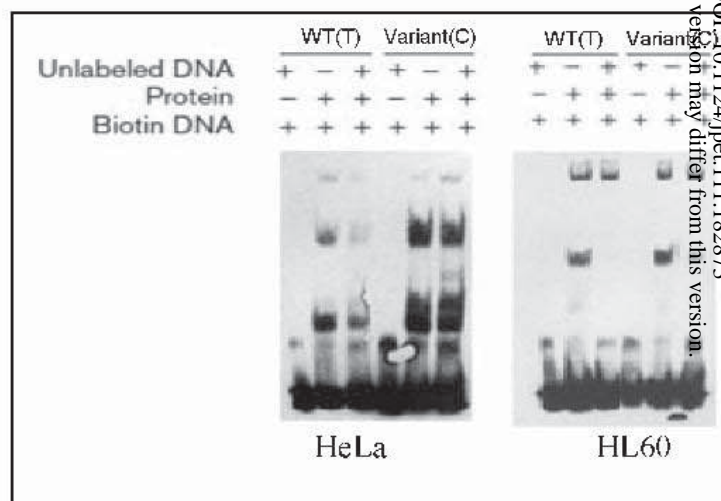 WT(T) Variant(C) WT(T) Variant(C)
Unlabeled DNA + − + + − + + − + + − +
Protein − + + − + + − + + − + +
Biotin DNA + + + + + + + + + + + +
HeLa HL60
version may differ from this version.